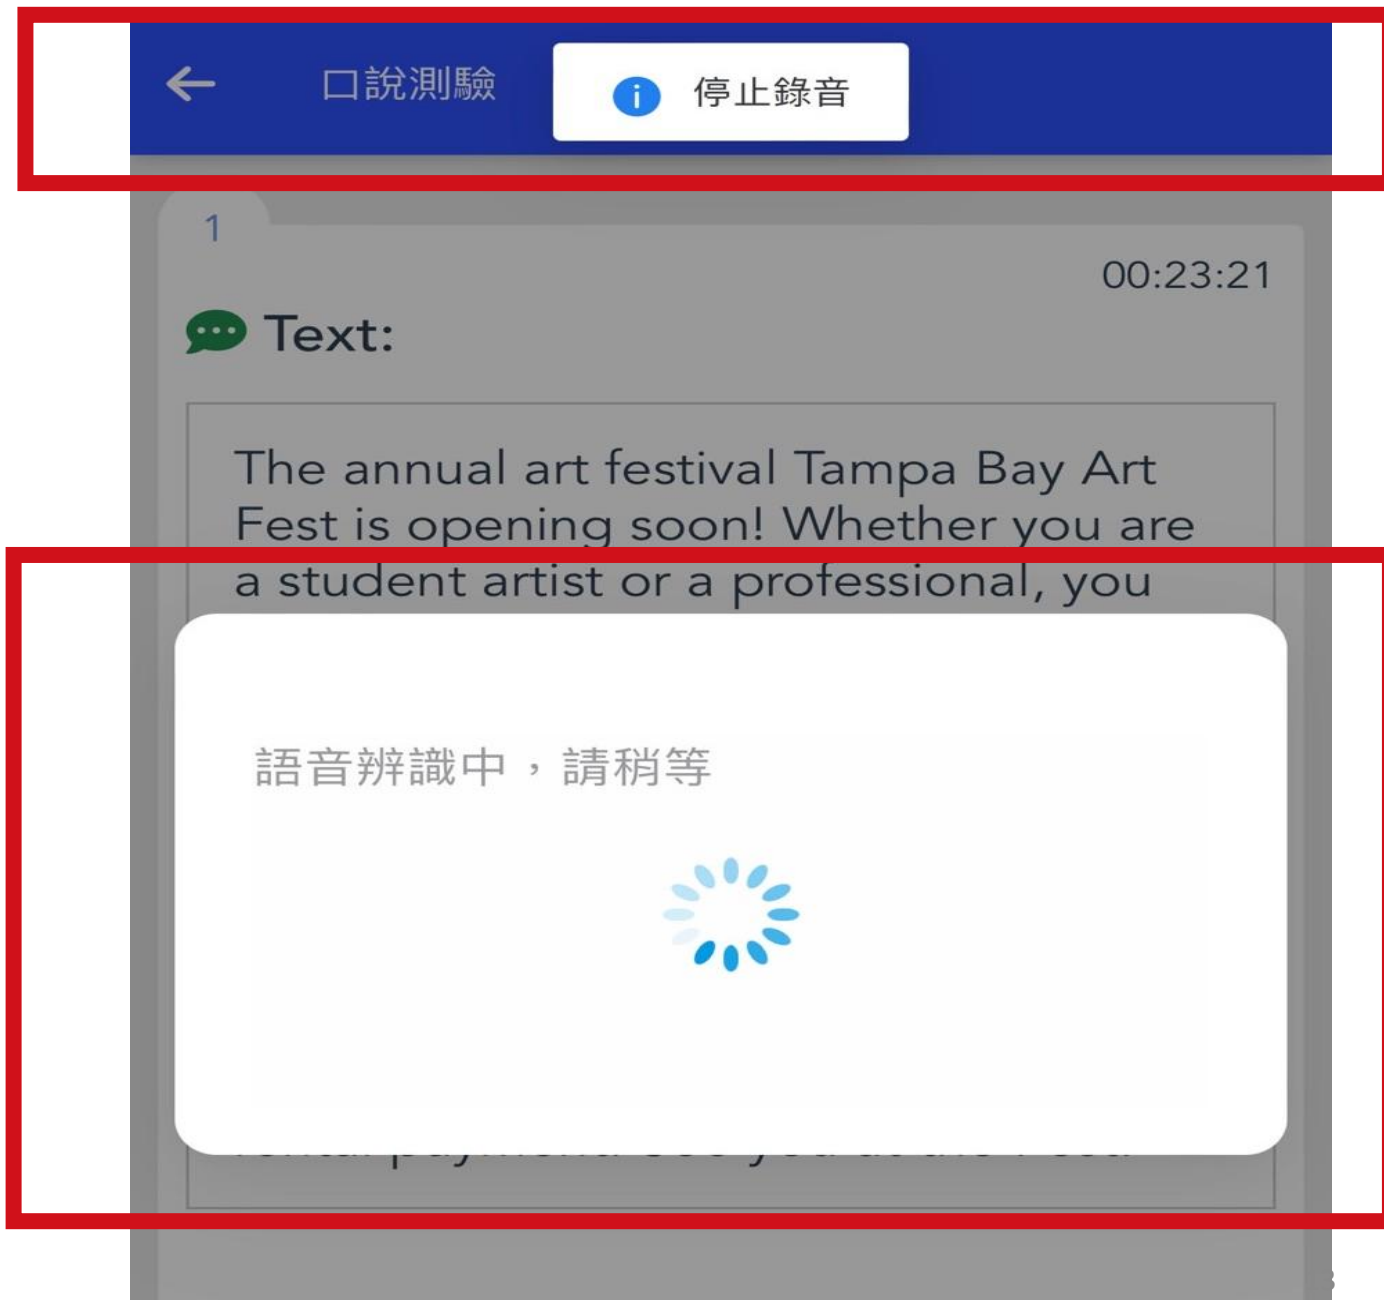 口說測驗
停止錄音
1
00:23:21
Text:
The annual art festival Tampa Bay Art
Fest is opening soon! Whether you are
a student artist or a professional, you
語音辨識中，請稍等